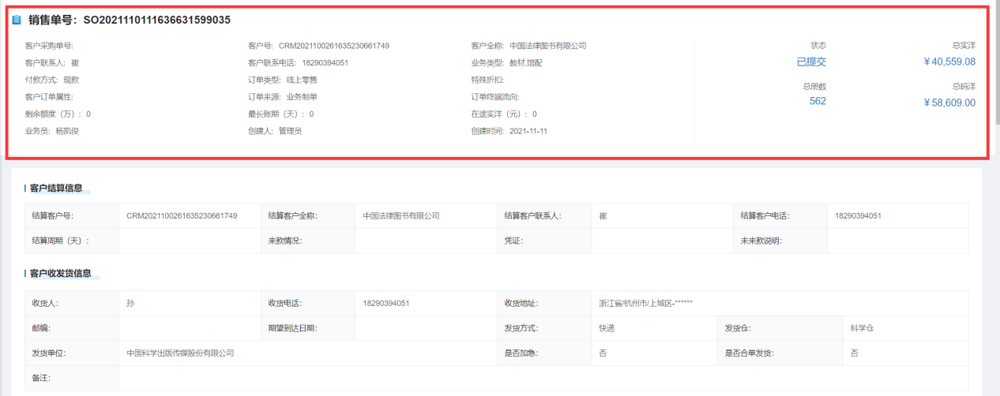 销售单号：SO2021110111636631599035
客户采购单号: 客户号: CRM2021100261635230661749 客户全称: 中国法律图书有限公司 状态 总实洋
客户联系人: 崔 客户联系电话: 18290394051 业务类型: 教材,馆配 已提交 ¥40,559.08
付款方式: 现款 订单类型: 线上零售 特殊折扣: 总册数 总码洋
客户订单属性: 订单来源: 业务制单 订单终端流向: 562 ¥58,609.00
剩余额度（万）: 0 最长账期（天）: 0 在途实洋（元）: 0
业务员: 杨凯俊 创建人: 管理员 创建时间: 2021-11-11
客户结算信息
结算客户号: CRM2021100261635230661749 结算客户全称: 中国法律图书有限公司 结算客户联系人: 崔 结算客户电话: 18290394051
结算周期（天）: 来款情况: 凭证: 未来款说明:
客户收发货信息
收货人: 孙 收货电话: 18290394051 收货地址: 浙江省/杭州市/上城区-******
邮编: 期望到达日期: 发货方式: 快递 发货仓: 科学仓
发货单位: 中国科学出版传媒股份有限公司 是否加急: 否 是否合单发货: 否
备注: